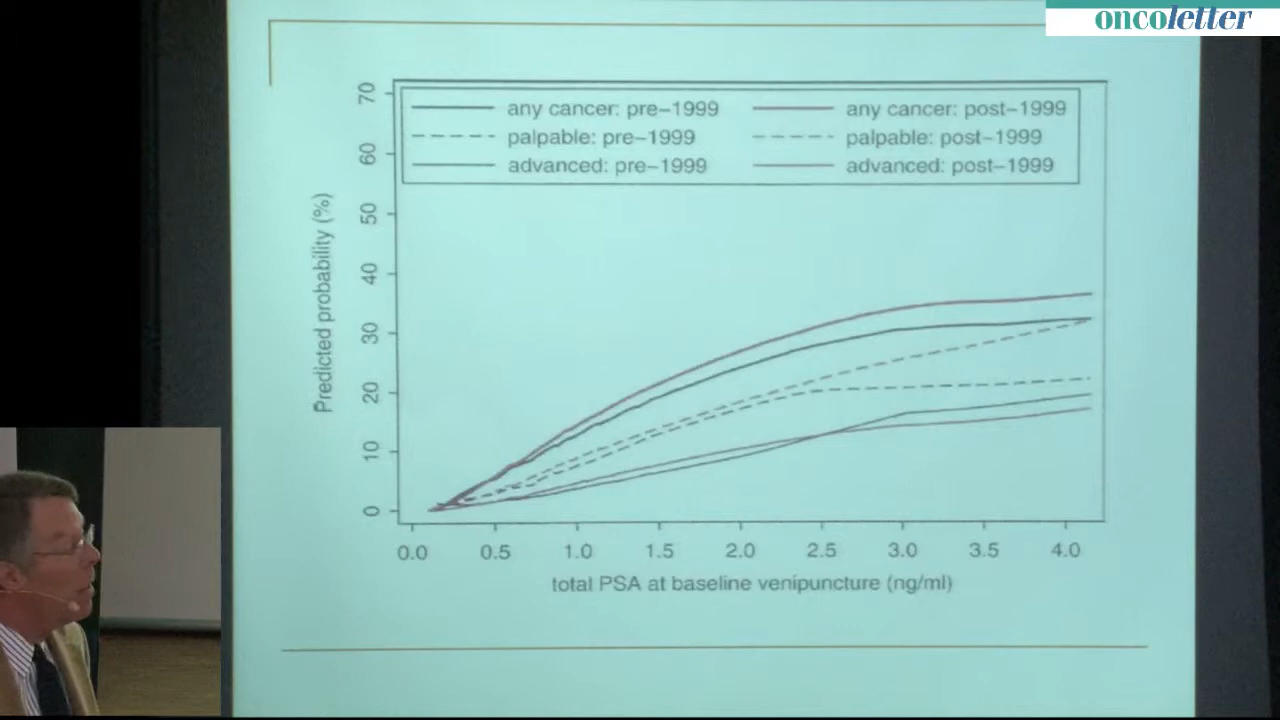 oncoletter
any cancer: pre−1999
any cancer: post−1999
palpable: pre−1999
palpable: post−1999
advanced: pre−1999
advanced: post−1999
Predicted probability (%)
70
60
50
40
30
20
10
0
0.0 0.5 1.0 1.5 2.0 2.5 3.0 3.5 4.0
total PSA at baseline venipuncture (ng/ml)